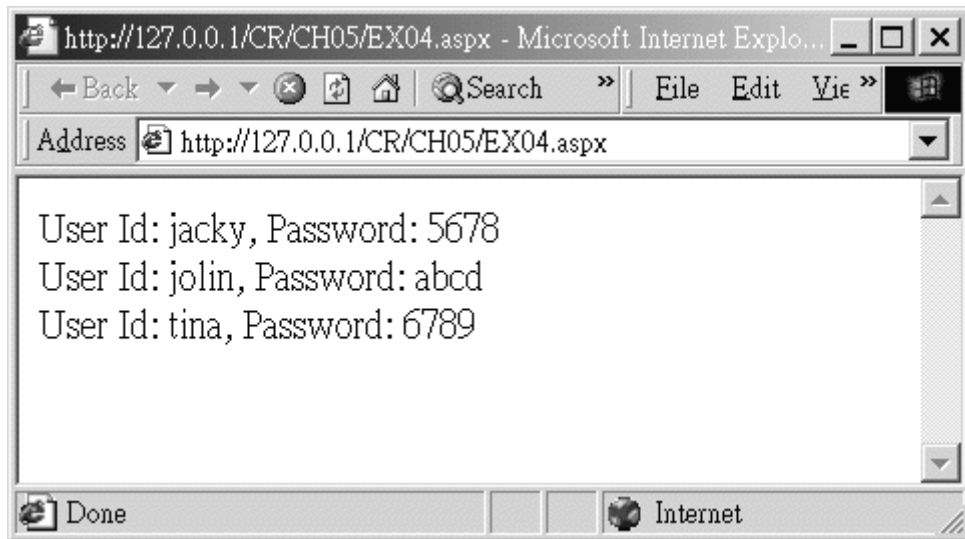 http://127.0.0.1/CR/CH05/EX04.aspx - Microsoft Internet Explo...
Back Search » File Edit Vie »
Address http://127.0.0.1/CR/CH05/EX04.aspx
User Id: jacky, Password: 5678
User Id: jolin, Password: abcd
User Id: tina, Password: 6789
Done Internet